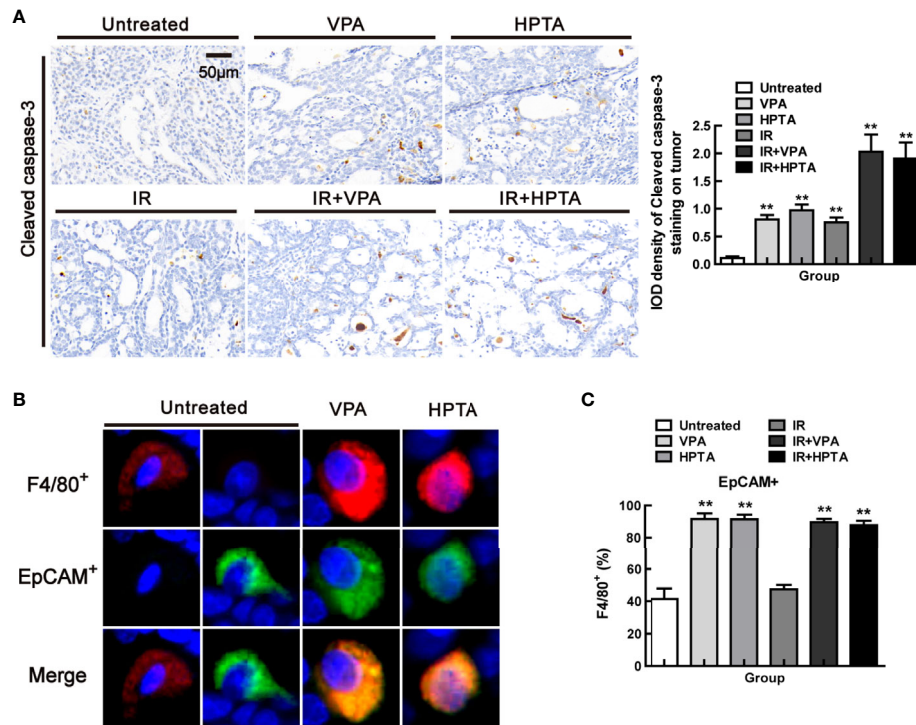 A
Untreated
VPA
HPTA
50μm
Cleaved caspase-3
IR
IR+VPA
IR+HPTA
IOD density of Cleaved caspase-3
staining on tumor
Untreated
VPA
HPTA
IR
IR+VPA
IR+HPTA
2.5
2.0
1.5
1.0
0.5
0.0
**
**
**
**
**
Group
B
Untreated
VPA
HPTA
F4/80+
EpCAM+
Merge
C
Untreated
VPA
HPTA
IR
IR+VPA
IR+HPTA
EpCAM+
F4/80+ (%)
100
80
60
40
20
0
**
**
**
**
Group